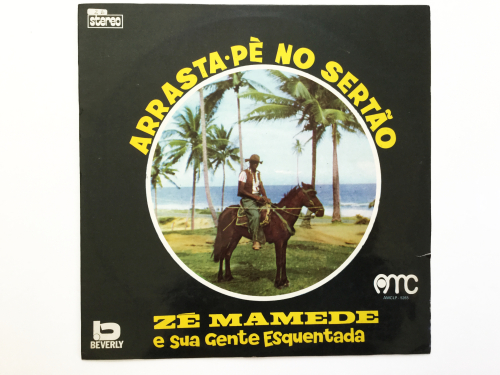 stereo
ARRASTA-PÈ NO SERTÃO
AMC
ZÉ MAMEDE
e sua Gente Esquentada
b
BEVERLY